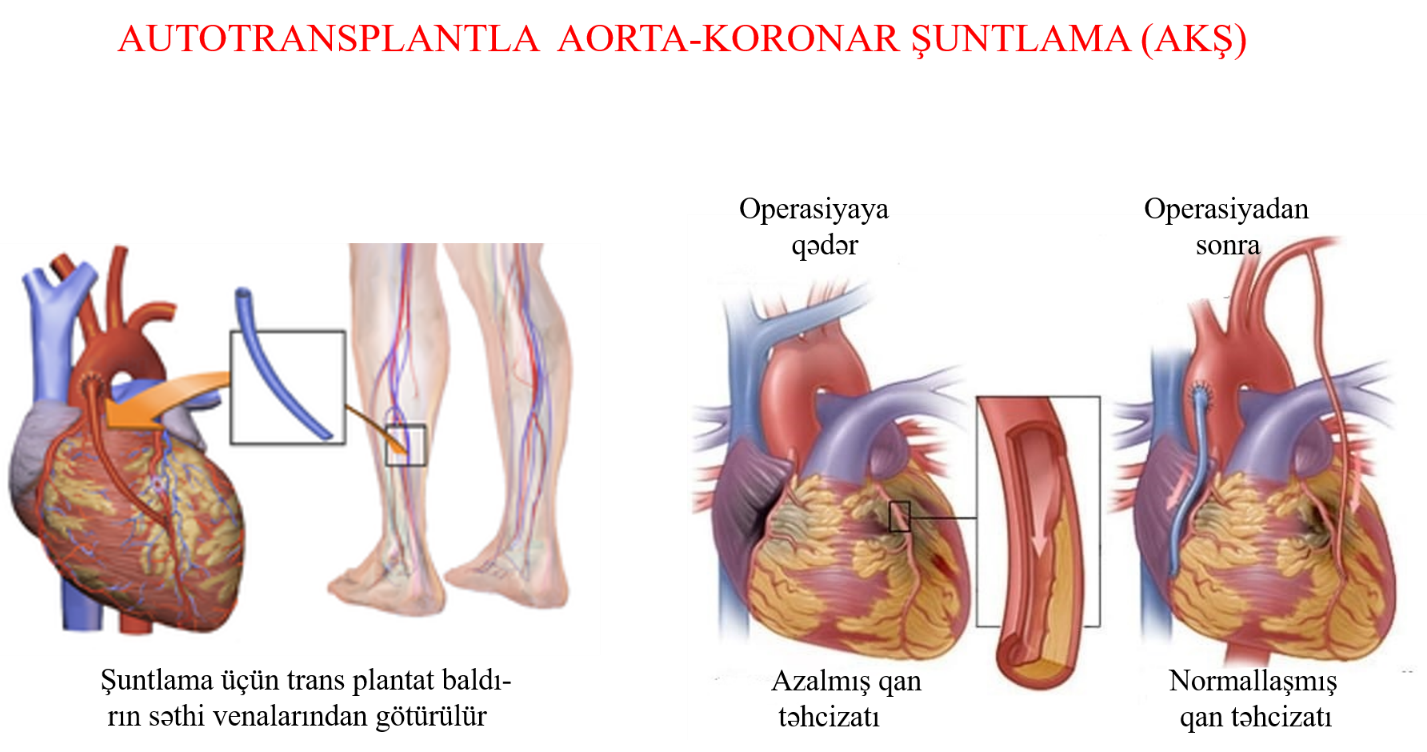 AUTOTRANSPLANTLA AORTA-KORONAR ŞUNTLAMA (AKŞ)
Operasiyaya
qədər
Operasiyadan
sonra
Şuntlama üçün trans plantat baldı-
rın səthi venalarından götürülür
Azalmış qan
təhcizatı
Normallaşmış
qan təhcizatı